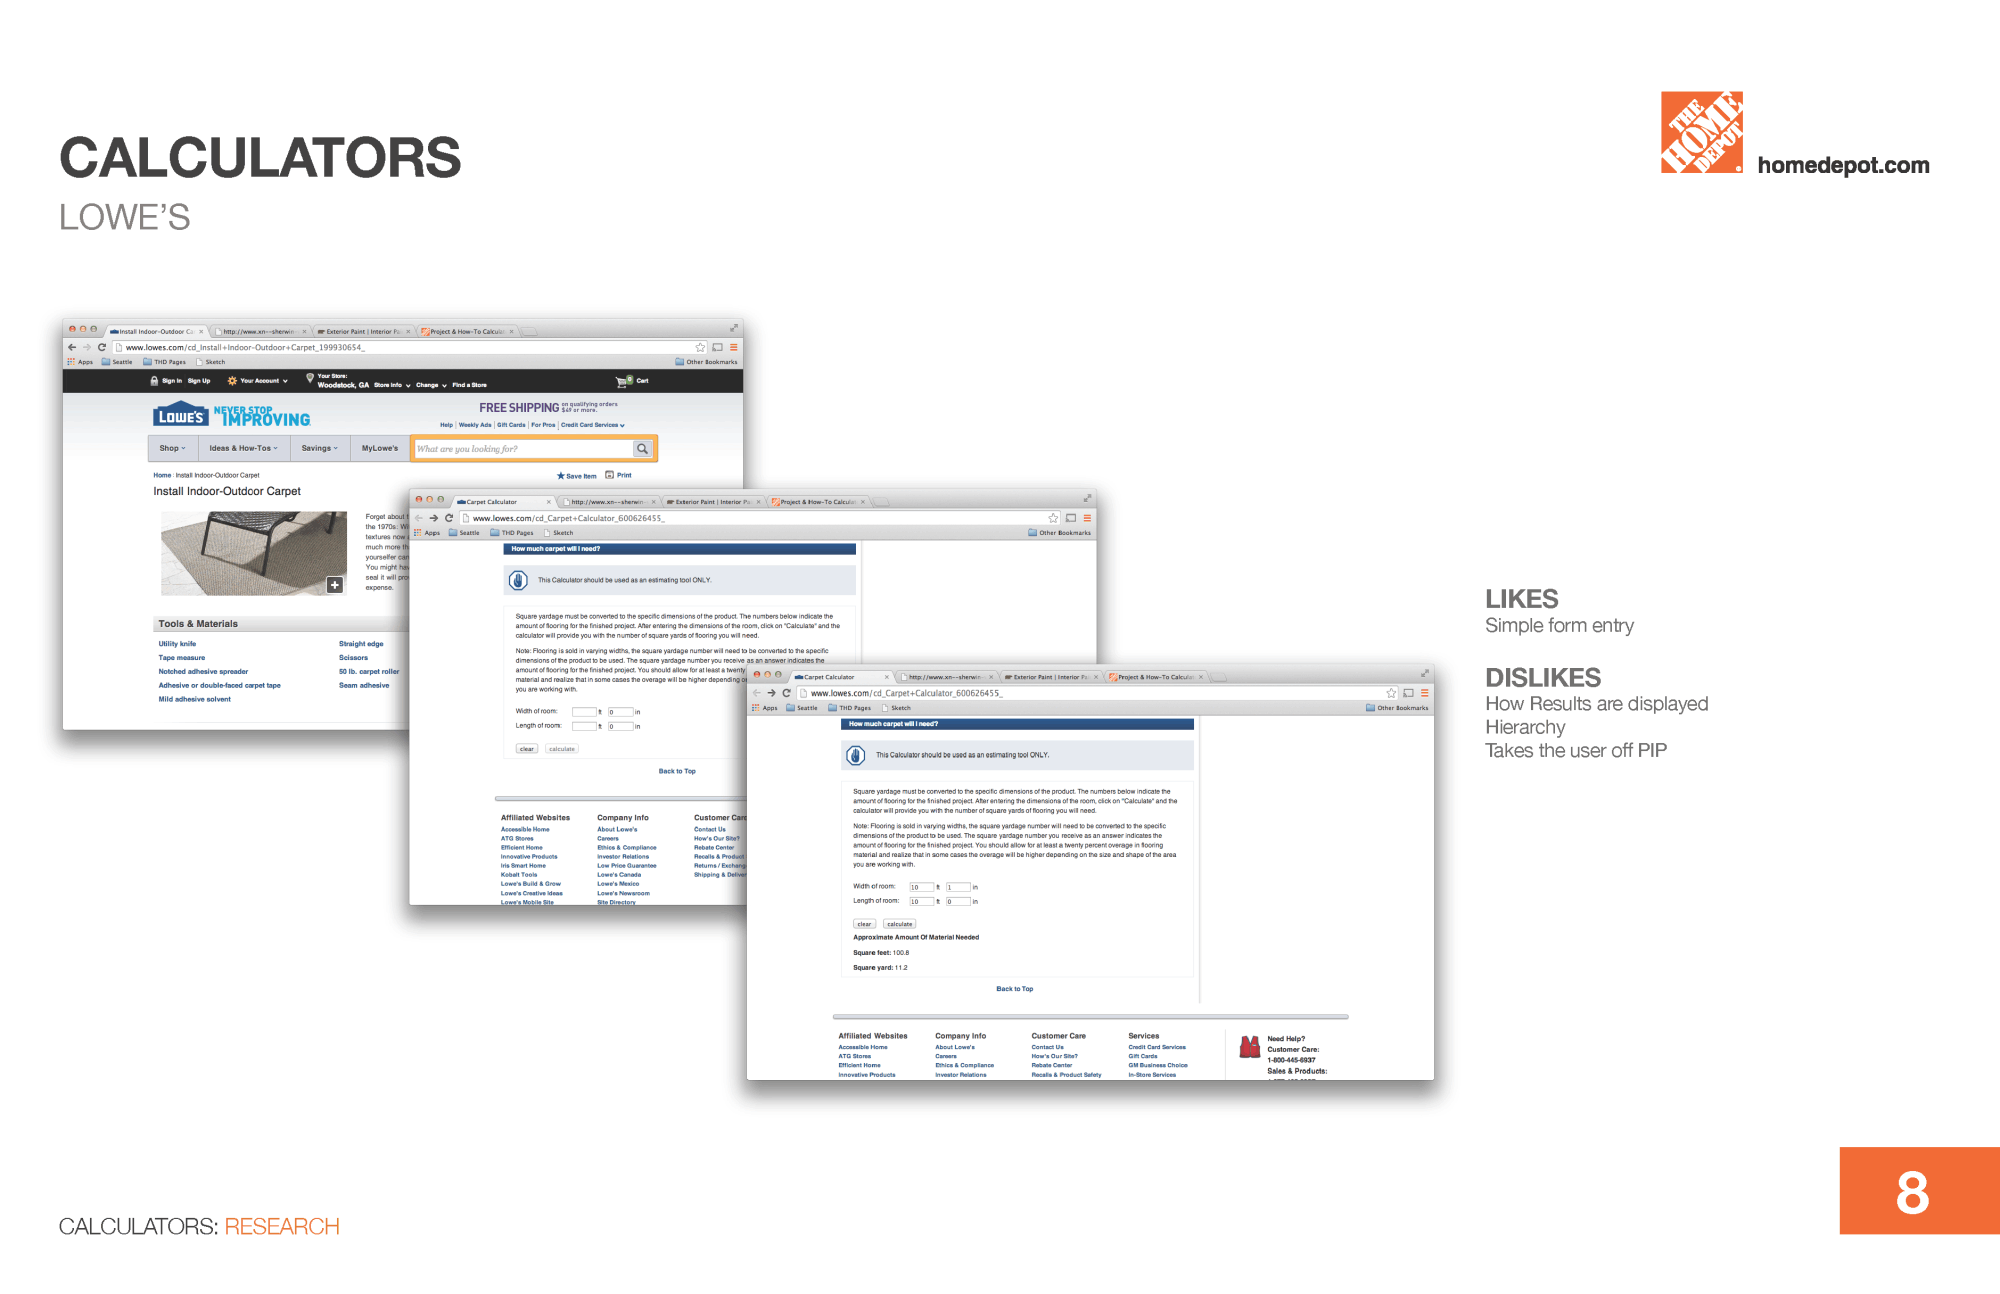 CALCULATORS
LOWE'S
THE
HOME
DEPOT
homedepot.com
Install Indoor-Outdoor Ca
http://www.xn--sherwin-
Exterior Paint | Interior Pa
Project & How-To Calcula
www.lowes.com/cd_Install+Indoor-Outdoor+Carpet_199930654_
Apps Seattle THD Pages Sketch Other Bookmarks
Sign In Sign Up Your Account Your Store:
Woodstock, GA Store Info Change Find a Store Cart
LOWE'S NEVER STOP
IMPROVING
FREE SHIPPING on qualifying orders
$49 or more.
Help Weekly Ads Gift Cards For Pros Credit Card Services
Shop Ideas & How-Tos Savings MyLowe's What are you looking for?
Home : Install Indoor-Outdoor Carpet
Save Item Print
Install Indoor-Outdoor Carpet
Forget about
the 1970s.
textures now
much more
yourselfer can
You might
seal it will
expense.
Tools & Materials
Utility knife Straight edge
Tape measure Scissors
Notched adhesive spreader 50 lb. carpet roller
Adhesive or double-faced carpet tape Seam adhesive
Mild adhesive solvent
Carpet Calculator
http://www.xn--sherwin-
Exterior Paint | Interior Pa
Project & How-To Calcula
www.lowes.com/cd_Carpet+Calculator_600626455_
Apps Seattle THD Pages Sketch Other Bookmarks
How much carpet will I need?
This Calculator should be used as an estimating tool ONLY.
Square yardage must be converted to the specific dimensions of the product. The numbers below indicate the
amount of flooring for the finished project. After entering the dimensions of the room, click on "Calculate" and the
calculator will provide you with the number of square yards of flooring you will need.
Note: Flooring is sold in varying widths, the square yardage number will need to be converted to the specific
dimensions of the product to be used. The square yardage number you receive as an answer indicates the
amount of flooring for the finished project. You should allow for at least a twenty
material and realize that in some cases the overage will be higher depending
you are working with.
Width of room: ft 0 in
Length of room: ft 0 in
clear calculate
Back to Top
Affiliated Websites Company Info Customer Care
Accessible Home About Lowe's Contact Us
ATG Stores Careers How's Our Site?
Efficient Home Ethics & Compliance Rebate Center
Innovative Products Investor Relations Recalls & Product
Iris Smart Home Low Price Guarantee Returns / Exchang
Kobalt Tools Lowe's Canada Shipping & Deliver
Lowe's Build & Grow Lowe's Mexico
Lowe's Creative Ideas Lowe's Newsroom
Lowe's Mobile Site Site Directory
Carpet Calculator
http://www.xn--sherwin-
Exterior Paint | Interior Pa
Project & How-To Calcula
www.lowes.com/cd_Carpet+Calculator_600626455_
Apps Seattle THD Pages Sketch Other Bookmarks
How much carpet will I need?
This Calculator should be used as an estimating tool ONLY.
Square yardage must be converted to the specific dimensions of the product. The numbers below indicate the
amount of flooring for the finished project. After entering the dimensions of the room, click on "Calculate" and the
calculator will provide you with the number of square yards of flooring you will need.
Note: Flooring is sold in varying widths, the square yardage number will need to be converted to the specific
dimensions of the product to be used. The square yardage number you receive as an answer indicates the
amount of flooring for the finished project. You should allow for at least a twenty percent overage in flooring
material and realize that in some cases the overage will be higher depending on the size and shape of the area
you are working with.
Width of room: 10 ft 1 in
Length of room: 10 ft 0 in
clear calculate
Approximate Amount Of Material Needed
Square feet: 100.8
Square yard: 11.2
Back to Top
Affiliated Websites Company Info Customer Care Services
Accessible Home About Lowe's Contact Us Credit Card Services
ATG Stores Careers How's Our Site? Gift Cards
Efficient Home Ethics & Compliance Rebate Center GM Business Choice
Innovative Products Investor Relations Recalls & Product Safety In-Store Services
Need Help?
Customer Care:
1-800-445-6937
Sales & Products:
LIKES
Simple form entry
DISLIKES
How Results are displayed
Hierarchy
Takes the user off PIP
CALCULATORS: RESEARCH
8